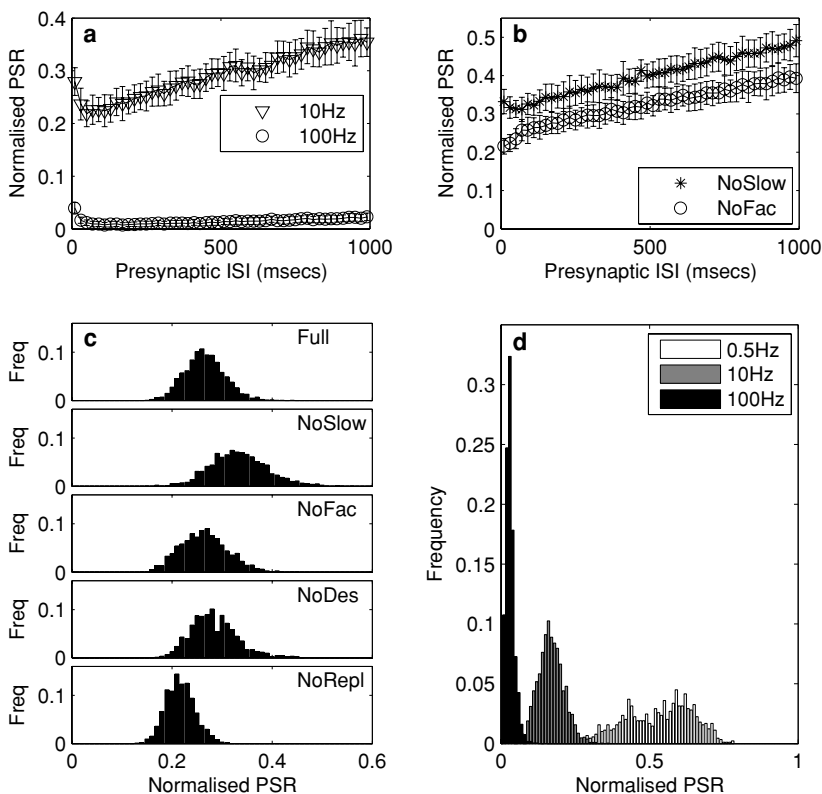 a
0.4
0.3
0.2
0.1
0
Normalised PSR
10Hz
100Hz
0 500 1000
Presynaptic ISI (msecs)
b
0.5
0.4
0.3
0.2
0.1
0
Normalised PSR
NoSlow
NoFac
0 500 1000
Presynaptic ISI (msecs)
c
Full
0.1
0
Freq
NoSlow
0.1
0
Freq
NoFac
0.1
0
Freq
NoDes
0.1
0
Freq
NoRepl
0.1
0
Freq
0 0.2 0.4 0.6
Normalised PSR
d
0.5Hz
10Hz
100Hz
0.3
0.25
0.2
0.15
0.1
0.05
0
Frequency
0 0.5 1
Normalised PSR